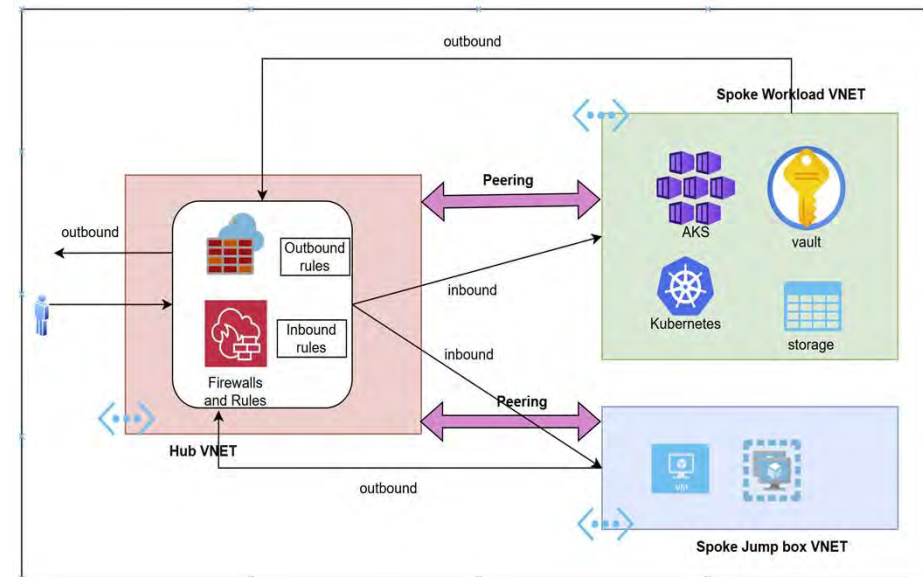 outbound
Spoke Workload VNET
Peering
AKS
vault
outbound
Outbound
rules
inbound
Kubernetes
storage
Inbound
rules
inbound
Firewalls
and Rules
Peering
Hub VNET
VM
outbound
Spoke Jump box VNET